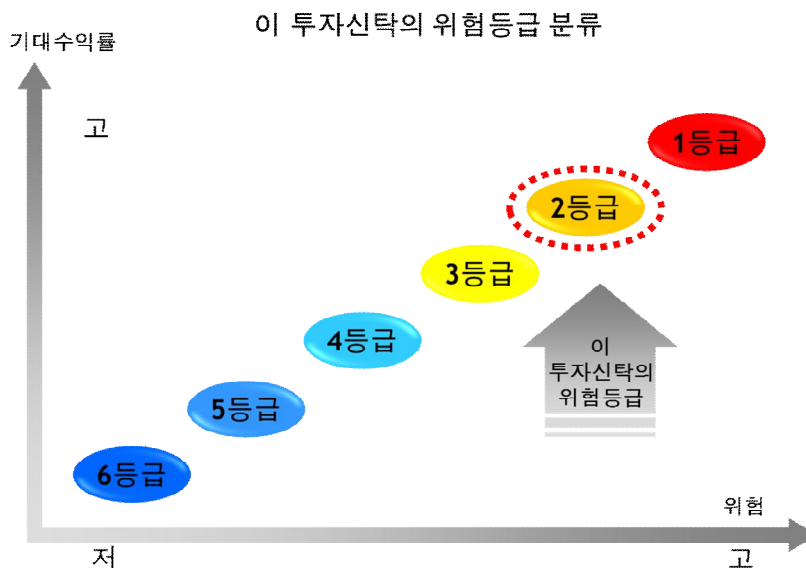 이 투자신탁의 위험등급 분류
기대수익률
고
1등급
2등급
3등급
4등급
이
투자신탁의
위험등급
5등급
6등급
위험
저
고